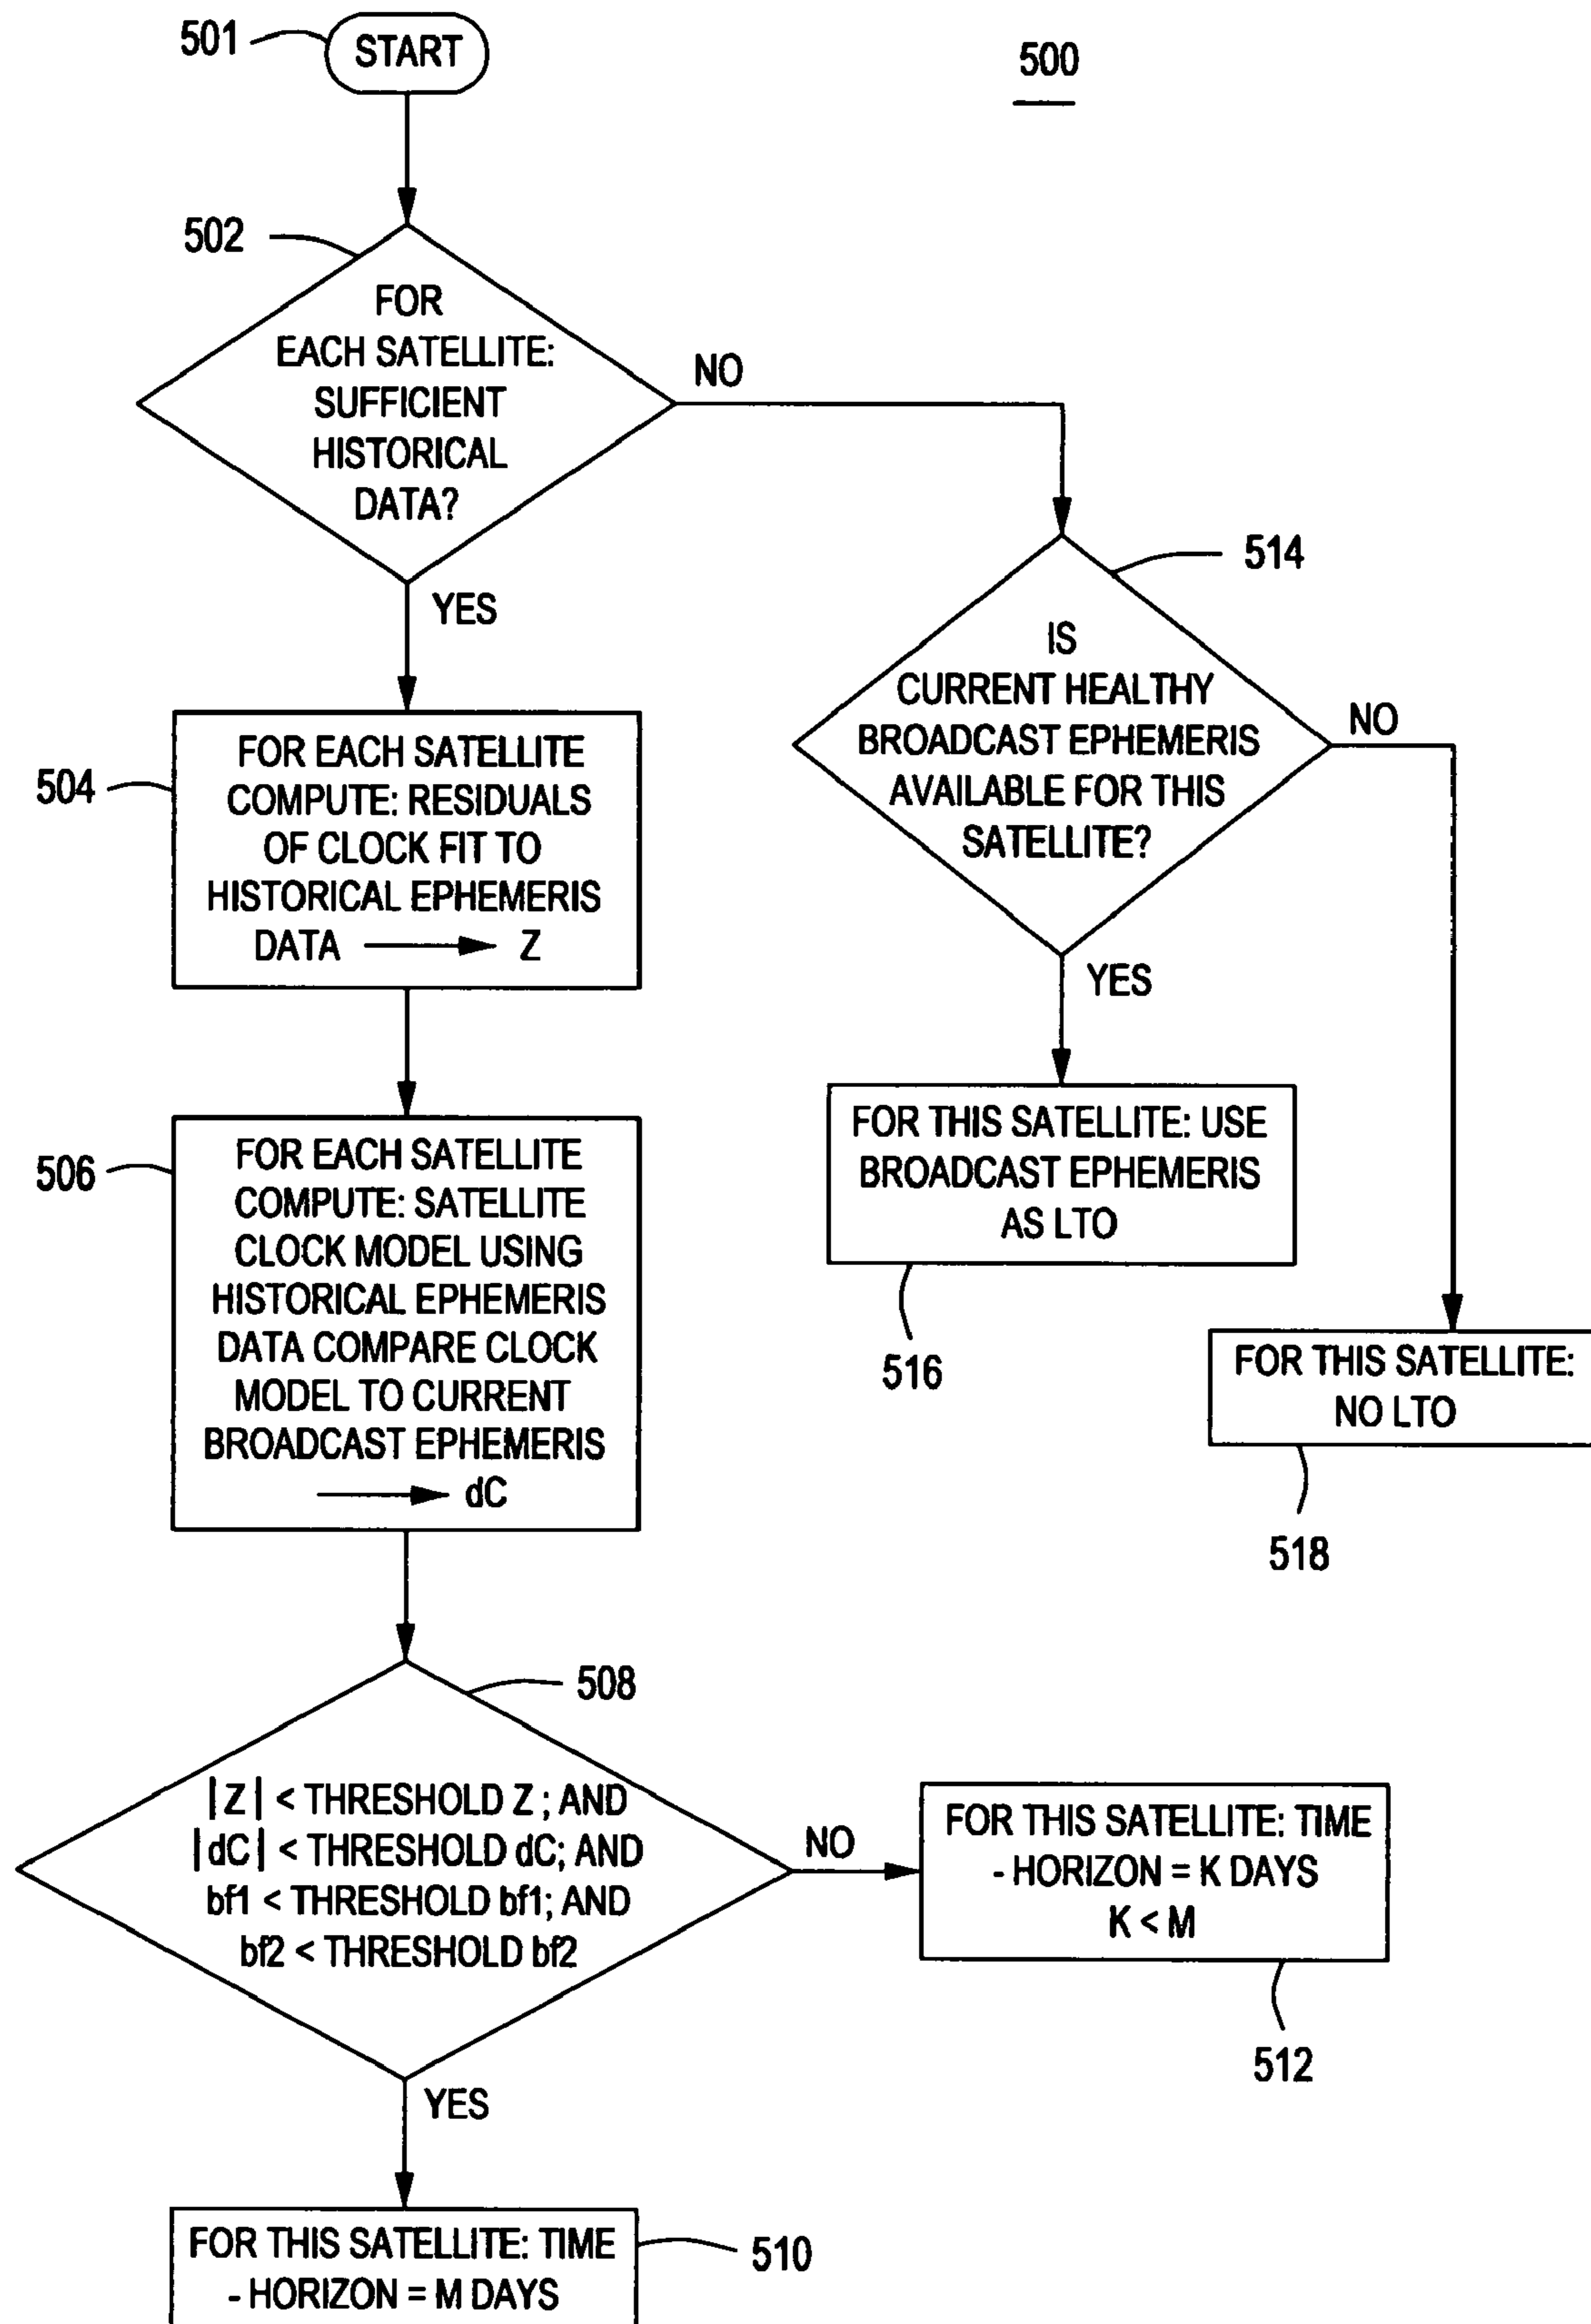 501
START
500
502
FOR
EACH SATELLITE:
SUFFICIENT
HISTORICAL
DATA?
NO
YES
514
IS
CURRENT HEALTHY
BROADCAST EPHEMERIS
AVAILABLE FOR THIS
SATELLITE?
NO
YES
504
FOR EACH SATELLITE
COMPUTE: RESIDUALS
OF CLOCK FIT TO
HISTORICAL EPHEMERIS
DATA → Z
516
FOR THIS SATELLITE: USE
BROADCAST EPHEMERIS
AS LTO
518
FOR THIS SATELLITE:
NO LTO
506
FOR EACH SATELLITE
COMPUTE: SATELLITE
CLOCK MODEL USING
HISTORICAL EPHEMERIS
DATA COMPARE CLOCK
MODEL TO CURRENT
BROADCAST EPHEMERIS
→ dC
508
|Z| < THRESHOLD Z ; AND
|dC| < THRESHOLD dC; AND
bf1 < THRESHOLD bf1; AND
bf2 < THRESHOLD bf2
NO
YES
FOR THIS SATELLITE: TIME
- HORIZON = K DAYS
K < M
512
FOR THIS SATELLITE: TIME
- HORIZON = M DAYS
510